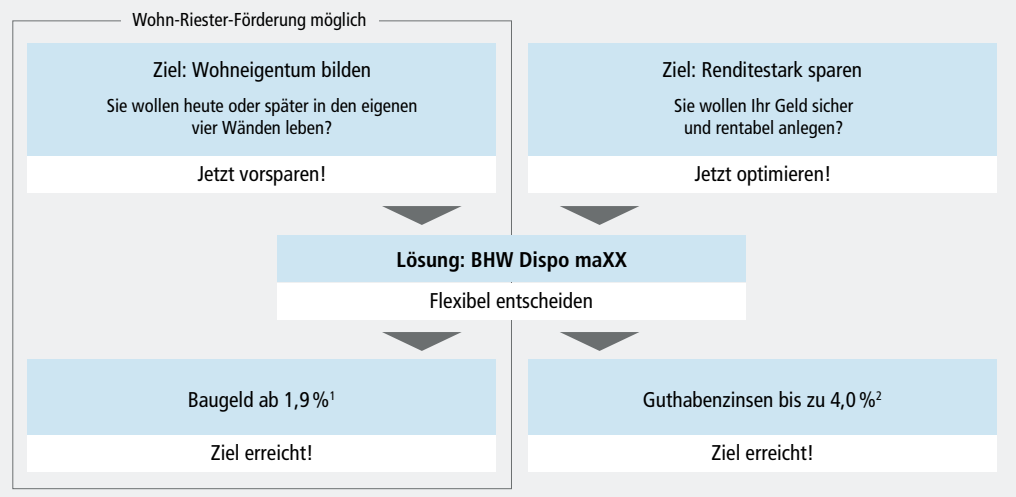 Wohn-Riester-Förderung möglich
Ziel: Wohneigentum bilden
Sie wollen heute oder später in den eigenen
vier Wänden leben?
Jetzt vorsparen!
Ziel: Renditestark sparen
Sie wollen Ihr Geld sicher
und rentabel anlegen?
Jetzt optimieren!
Lösung: BHW Dispo maXX
Flexibel entscheiden
Baugeld ab 1,9 %¹
Ziel erreicht!
Guthabenzinsen bis zu 4,0 %²
Ziel erreicht!